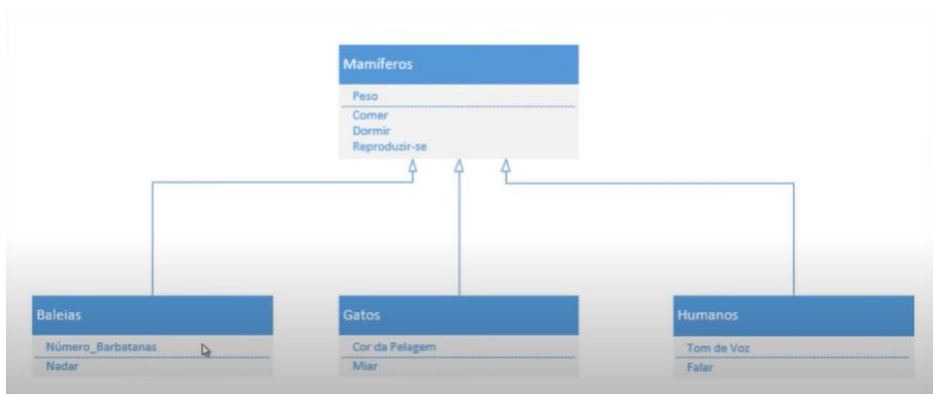 Mamíferos
Peso
Comer
Dormir
Reproduzir-se
Baleias
Número_Barbatanas
Nadar
Gatos
Cor da Pelagem
Miar
Humanos
Tom de Voz
Falar